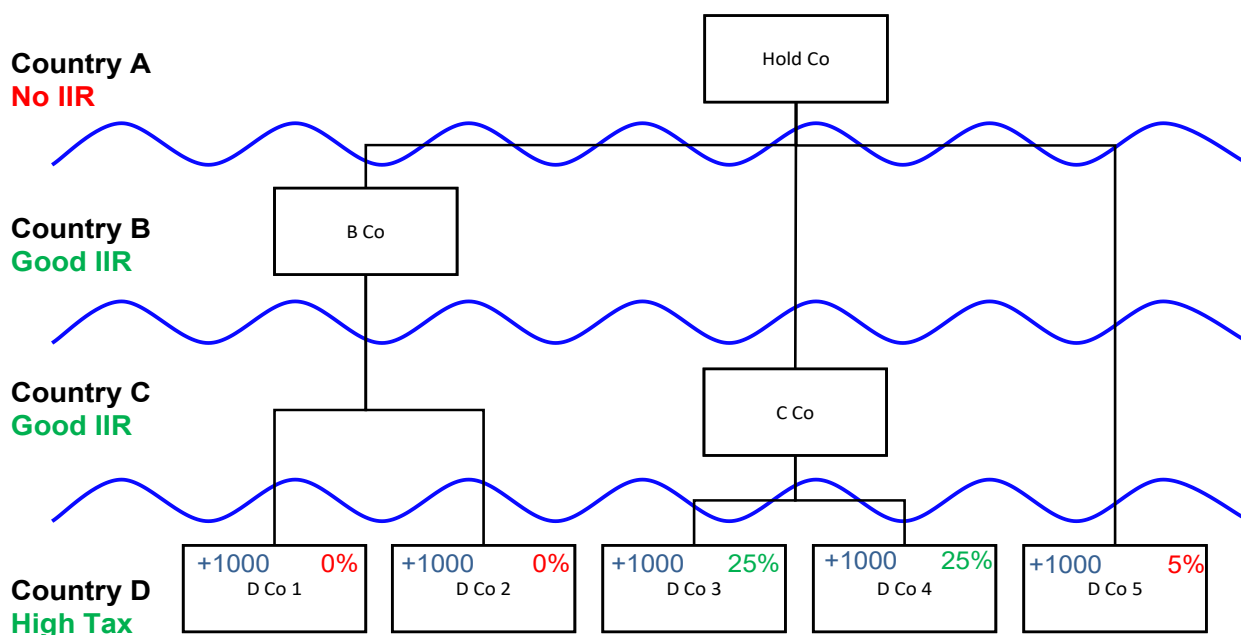 Hold Co
Country A
No IIR
B Co
Country B
Good IIR
Country C
Good IIR
C Co
+1000 0%
D Co 1
+1000 0%
D Co 2
+1000 25%
D Co 3
+1000 25%
D Co 4
+1000 5%
D Co 5
Country D
High Tax